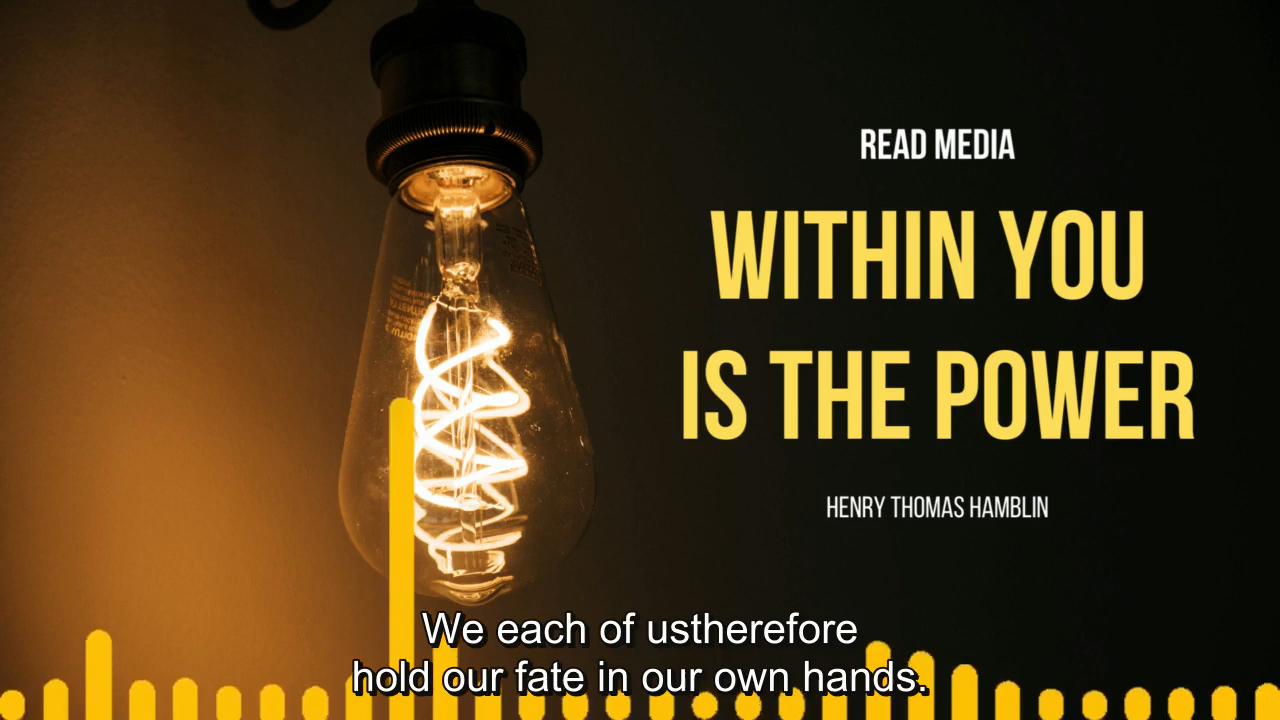 READ MEDIA
WITHIN YOU
IS THE POWER
HENRY THOMAS HAMBLIN
We each of ustherefore
hold our fate in our own hands.